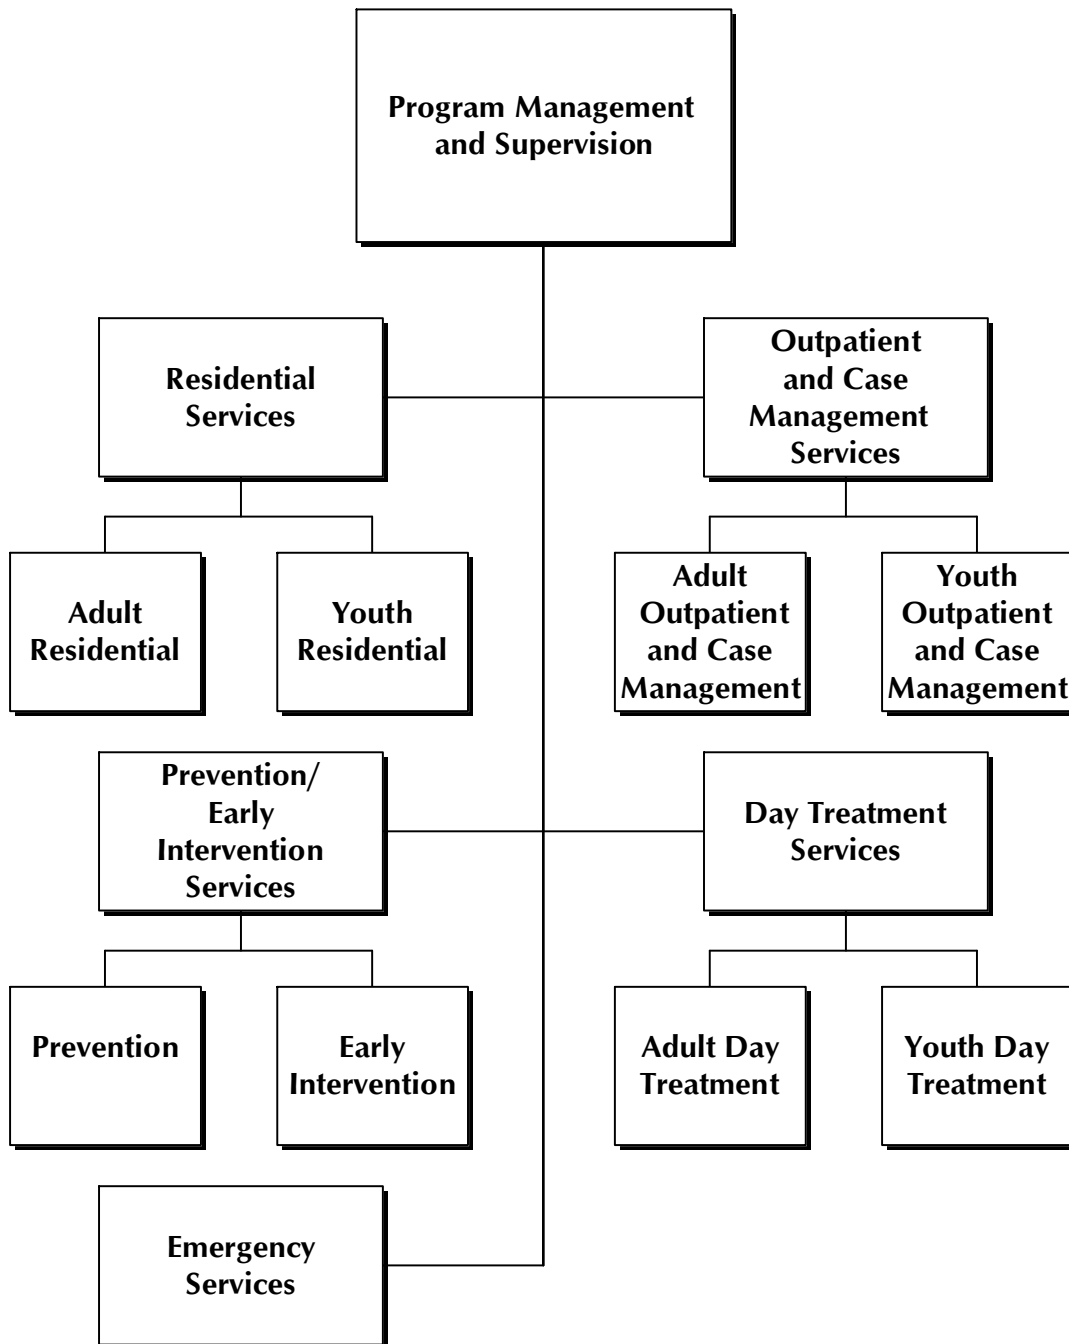 Program Management
and Supervision
Residential
Services
Outpatient
and Case
Management
Services
Adult
Residential
Youth
Residential
Adult
Outpatient
and Case
Management
Youth
Outpatient
and Case
Management
Prevention/
Early
Intervention
Services
Day Treatment
Services
Prevention
Early
Intervention
Adult Day
Treatment
Youth Day
Treatment
Emergency
Services